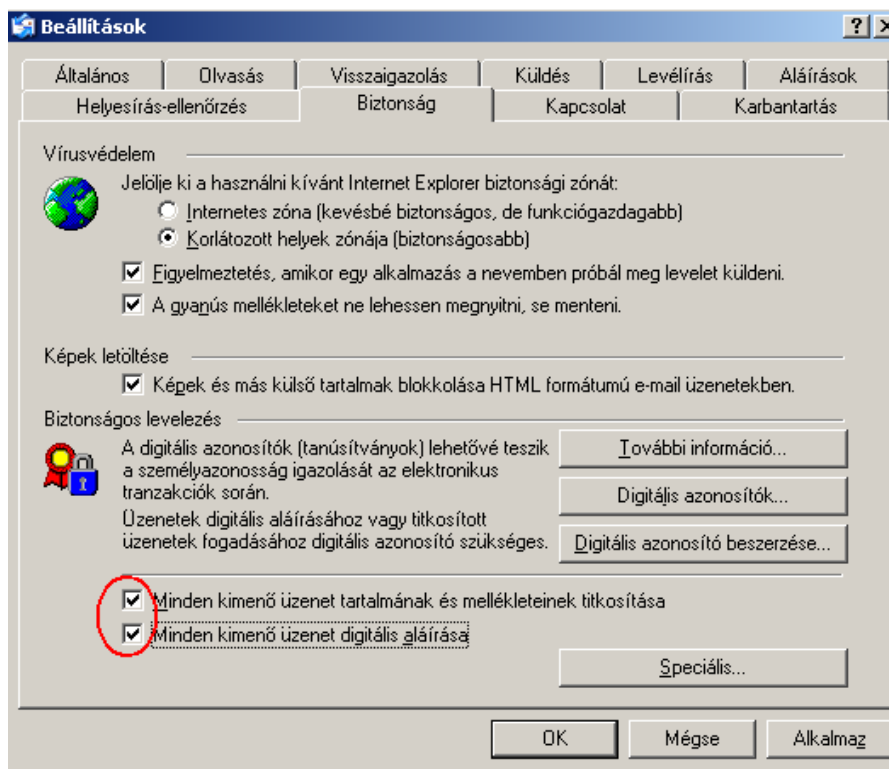 Beállítások
Általános Olvasás Visszaigazolás Küldés Levélírás Aláírások
Helyesírás-ellenőrzés Biztonság Kapcsolat Karbantartás
Vírusvédelem
Jelölje ki a használni kívánt Internet Explorer biztonsági zónát:
Internetes zóna (kevésbé biztonságos, de funkciógazdagabb)
Korlátozott helyek zónája (biztonságosabb)
Figyelmeztetés, amikor egy alkalmazás a nevemben próbál meg levelet küldeni.
A gyanús mellékleteket ne lehessen megnyitni, se menteni.
Képek letöltése
Képek és más külső tartalmak blokkolása HTML formátumú e-mail üzenetekben.
Biztonságos levelezés
A digitális azonosítók (tanúsítványok) lehetővé teszik
a személyazonosság igazolását az elektronikus
tranzakciók során.
További információ...
Digitális azonosítók...
Üzenetek digitális aláírásához vagy titkosított
üzenetek fogadásához digitális azonosító szükséges.
Digitális azonosító beszerzése...
Minden kimenő üzenet tartalmának és mellékleteinek titkosítása
Minden kimenő üzenet digitális aláírása
Speciális...
OK Mégse Alkalmaz